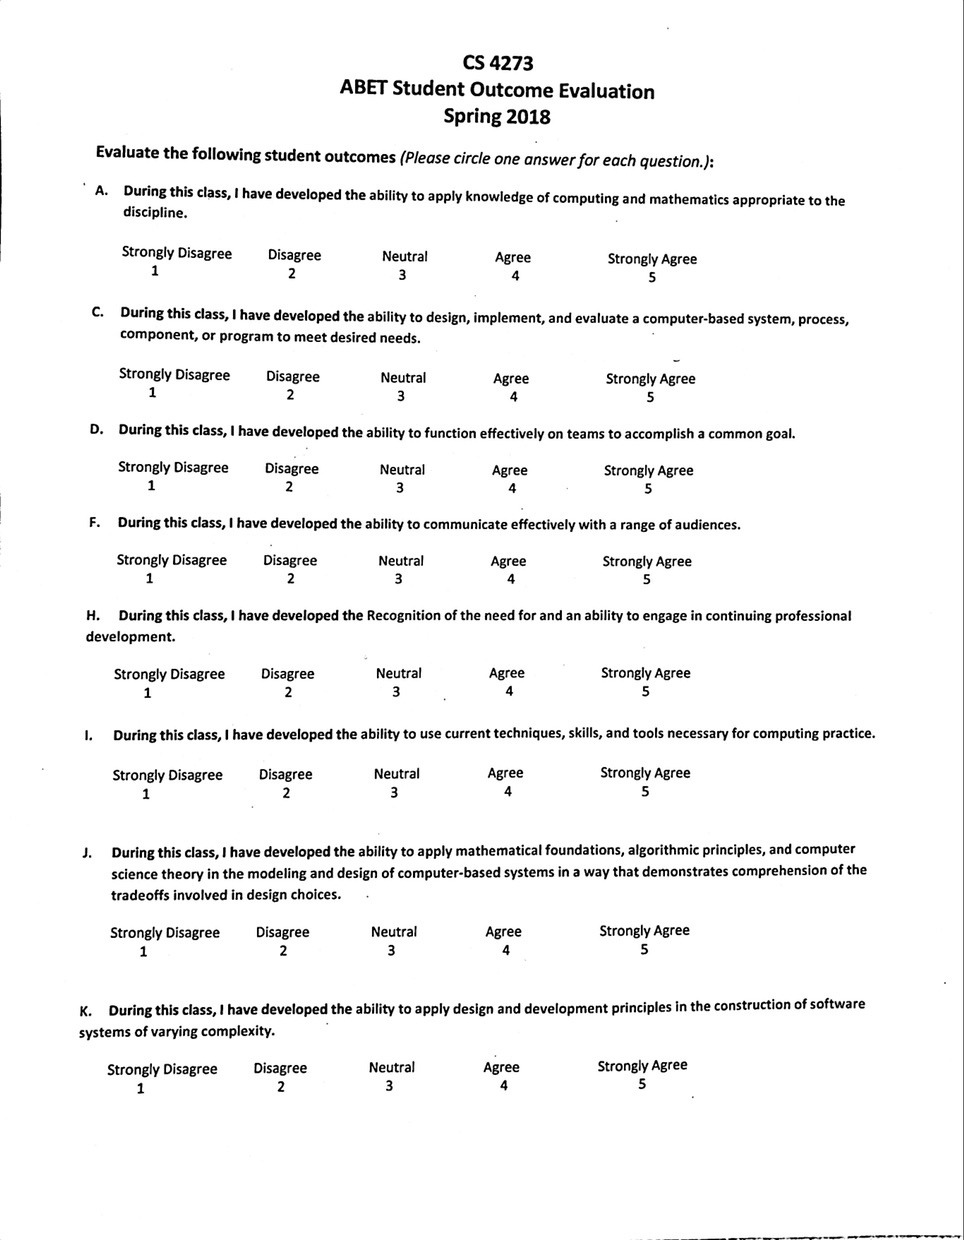 CS 4273
ABET Student Outcome Evaluation
Spring 2018
Evaluate the following student outcomes (Please circle one answer for each question.):
A. During this class, I have developed the ability to apply knowledge of computing and mathematics appropriate to the
discipline.
Strongly Disagree Disagree Neutral Agree Strongly Agree
1 2 3 4 5
C. During this class, I have developed the ability to design, implement, and evaluate a computer-based system, process,
component, or program to meet desired needs.
Strongly Disagree Disagree Neutral Agree Strongly Agree
1 2 3 4 5
D. During this class, I have developed the ability to function effectively on teams to accomplish a common goal.
Strongly Disagree Disagree Neutral Agree Strongly Agree
1 2 3 4 5
F. During this class, I have developed the ability to communicate effectively with a range of audiences.
Strongly Disagree Disagree Neutral Agree Strongly Agree
1 2 3 4 5
H. During this class, I have developed the Recognition of the need for and an ability to engage in continuing professional
development.
Strongly Disagree Disagree Neutral Agree Strongly Agree
1 2 3 4 5
I. During this class, I have developed the ability to use current techniques, skills, and tools necessary for computing practice.
Strongly Disagree Disagree Neutral Agree Strongly Agree
1 2 3 4 5
J. During this class, I have developed the ability to apply mathematical foundations, algorithmic principles, and computer
science theory in the modeling and design of computer-based systems in a way that demonstrates comprehension of the
tradeoffs involved in design choices.
Strongly Disagree Disagree Neutral Agree Strongly Agree
1 2 3 4 5
K. During this class, I have developed the ability to apply design and development principles in the construction of software
systems of varying complexity.
Strongly Disagree Disagree Neutral Agree Strongly Agree
1 2 3 4 5